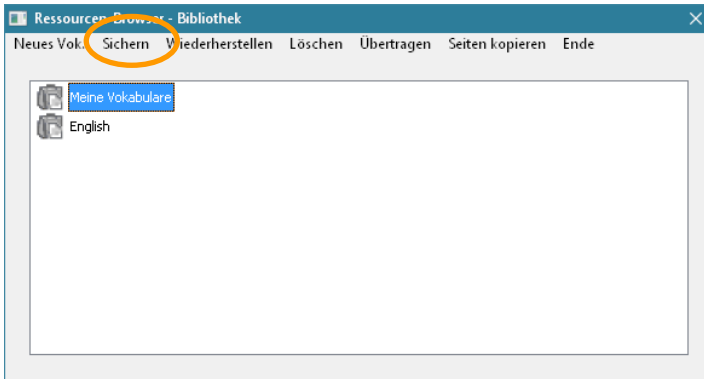 Ressourcen-Browser - Bibliothek
Neues Vok. Sichern Wiederherstellen Löschen Übertragen Seiten kopieren Ende
Meine Vokabulare
English